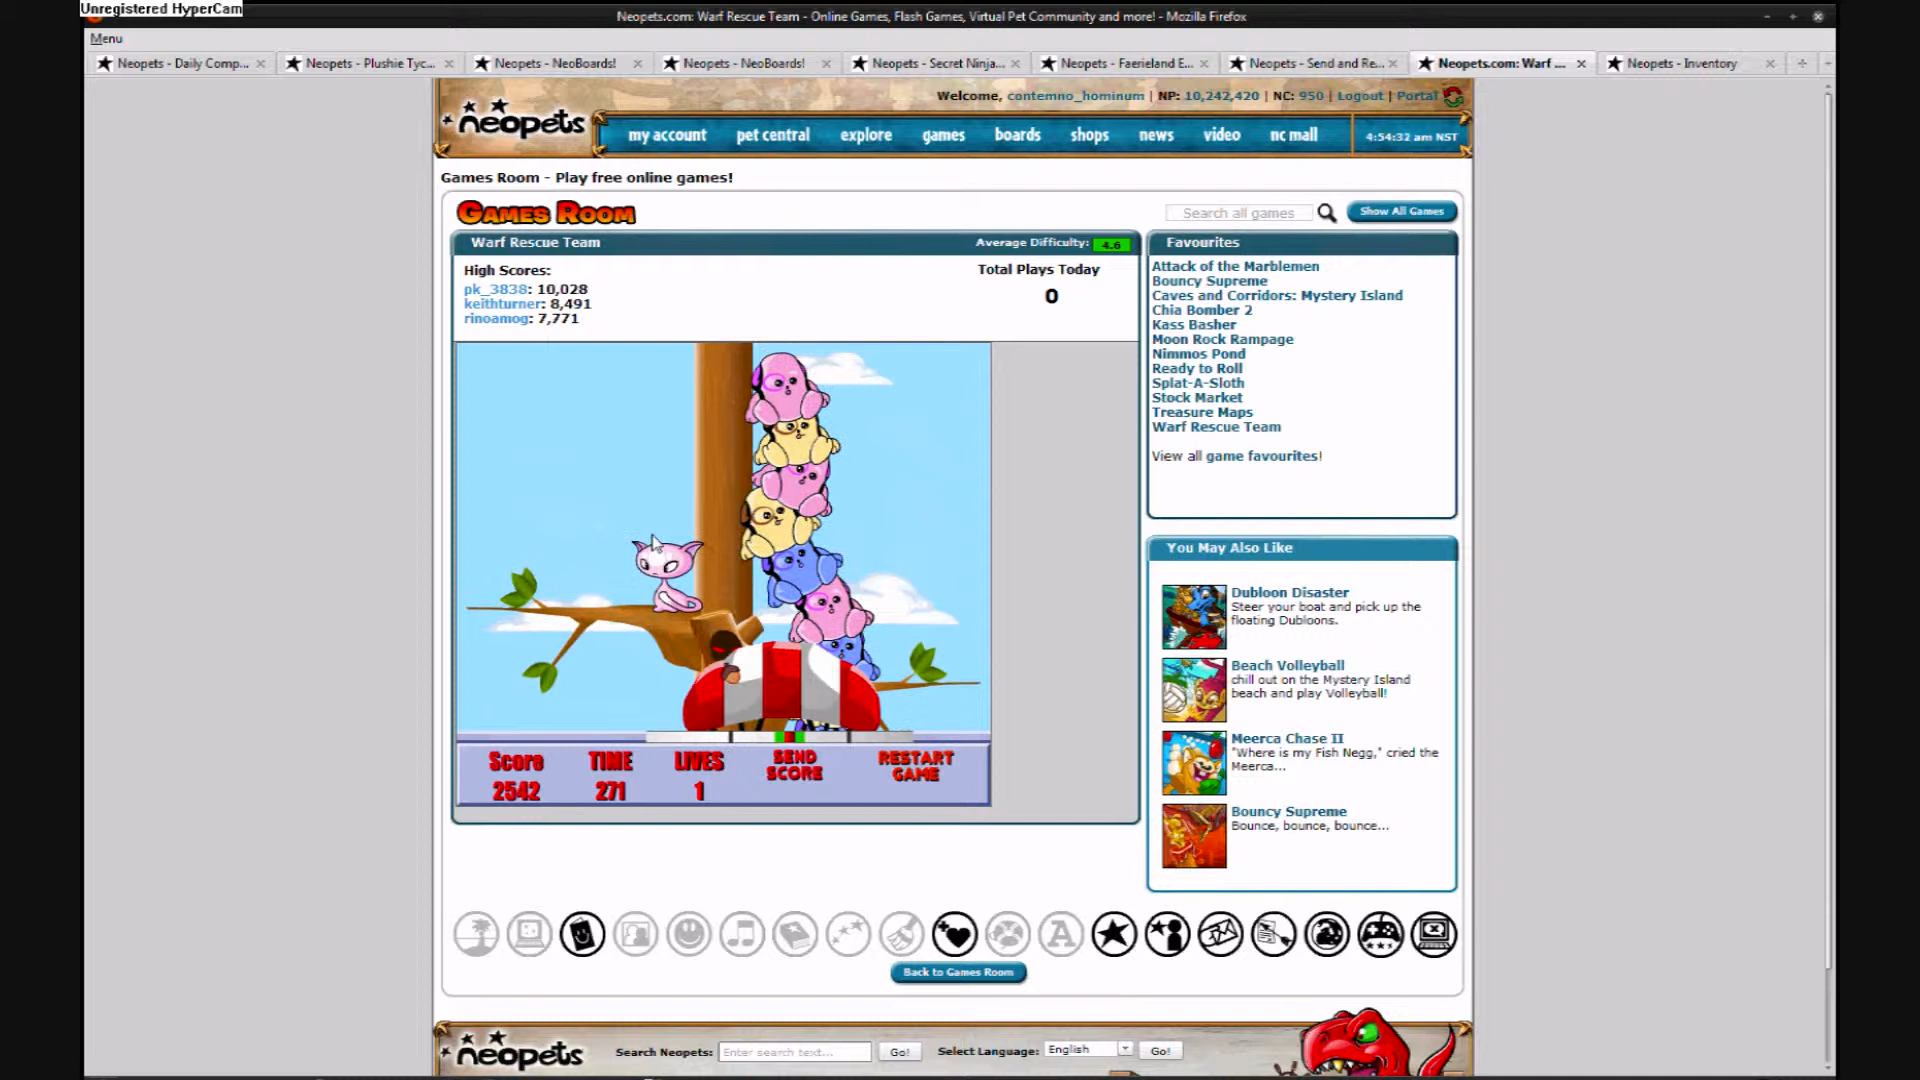 Unregistered HyperCam
Neopets.com: Warf Rescue Team - Online Games, Flash Games, Virtual Pet Community and more! - Mozilla Firefox
Menu
Neopets - Daily Comp... Neopets - Plushie Tyc... Neopets - NeoBoards! Neopets - NeoBoards! Neopets - Secret Ninja... Neopets - Faerieland E... Neopets - Send and Re... Neopets.com: Warf ... Neopets - Inventory
Welcome, contemno_hominum | NP: 10,242,420 | NC: 950 | Logout | Portal
neopets
my account pet central explore games boards shops news video nc mall 4:54:32 am NST
Games Room - Play free online games!
GAMES ROOM
Search all games Show All Games
Warf Rescue Team Average Difficulty: 4.6
High Scores:
pk_3838: 10,028
keithturner: 8,491
rinoamog: 7,771
Total Plays Today
0
Favourites
Attack of the Marblemen
Bouncy Supreme
Caves and Corridors: Mystery Island
Chia Bomber 2
Kass Basher
Moon Rock Rampage
Nimmos Pond
Ready to Roll
Splat-A-Sloth
Stock Market
Treasure Maps
Warf Rescue Team
View all game favourites!
You May Also Like
Dubloon Disaster
Steer your boat and pick up the
floating Dubloons.
Beach Volleyball
chill out on the Mystery Island
beach and play Volleyball!
Meerca Chase II
"Where is my Fish Negg," cried the
Meerca...
Bouncy Supreme
Bounce, bounce, bounce...
Score TIME LIVES SEND SCORE RESTART GAME
2542 271 1
A
Back to Games Room
neopets
Search Neopets: Enter search text... Go! Select Language: English Go!